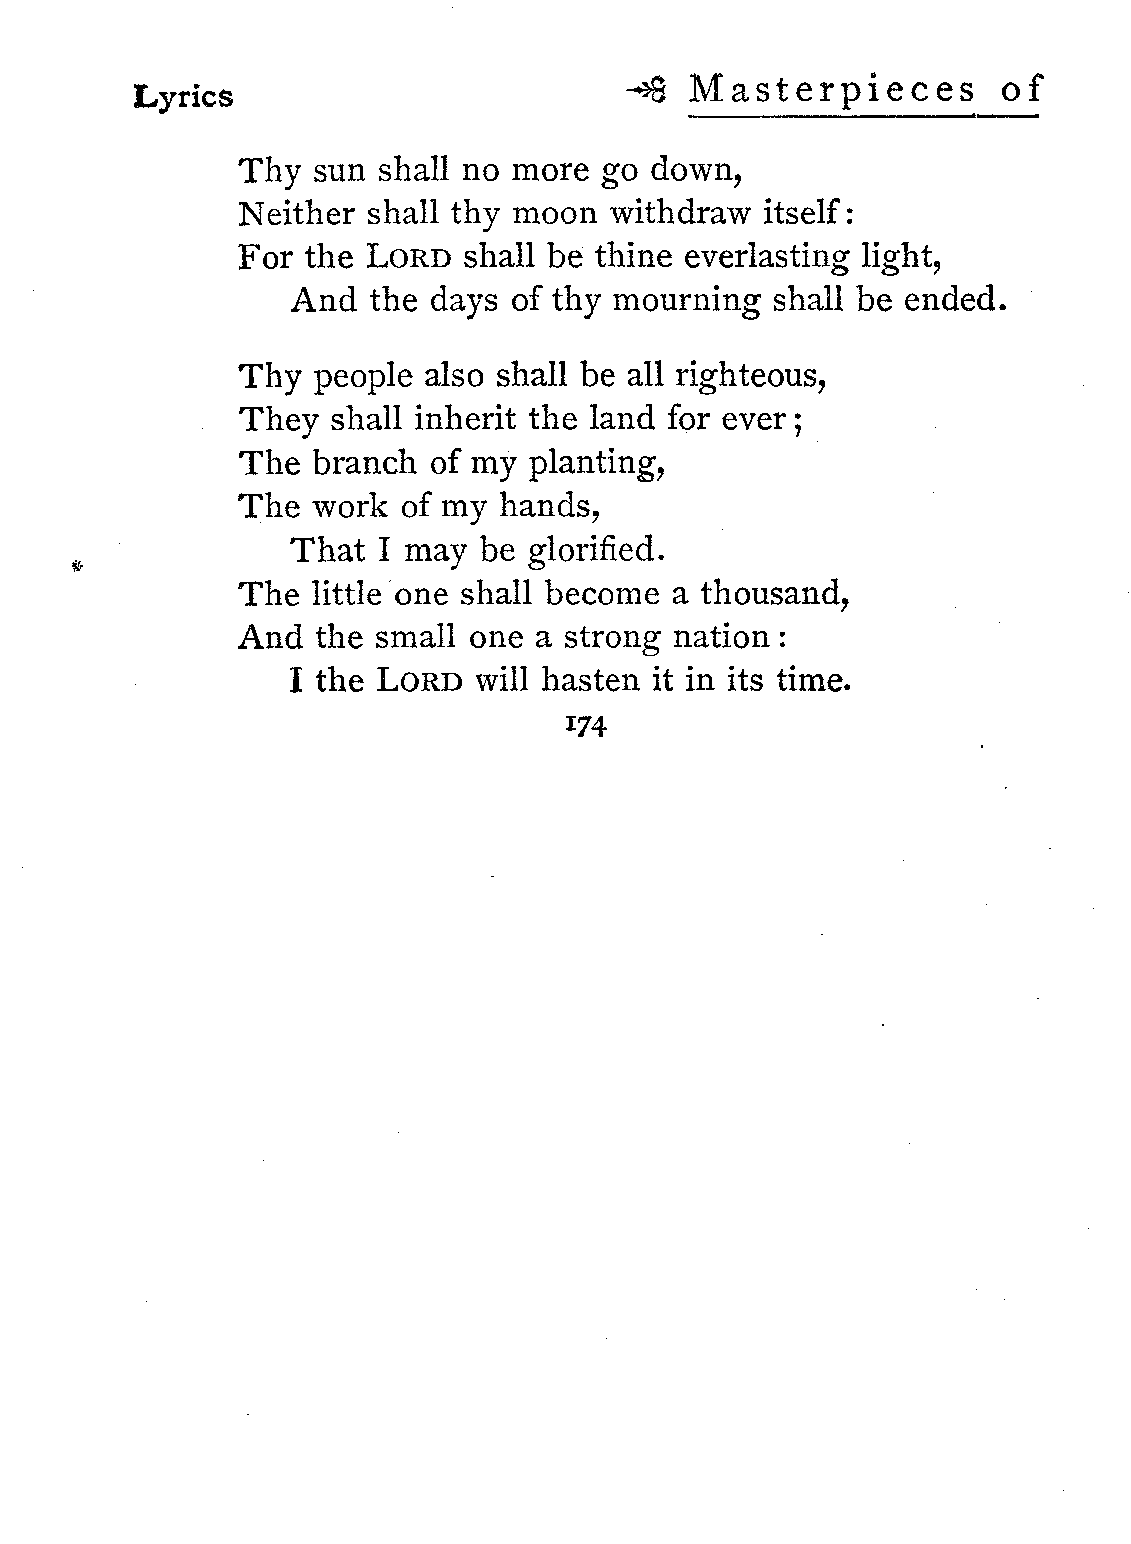 Lyrics Masterpieces of
Thy sun shall no more go down,
Neither shall thy moon withdraw itself:
For the LORD shall be thine everlasting light,
And the days of thy mourning shall be ended.
Thy people also shall be all righteous,
They shall inherit the land for ever;
The branch of my planting,
The work of my hands,
That I may be glorified.
The little one shall become a thousand,
And the small one a strong nation:
I the LORD will hasten it in its time.
174